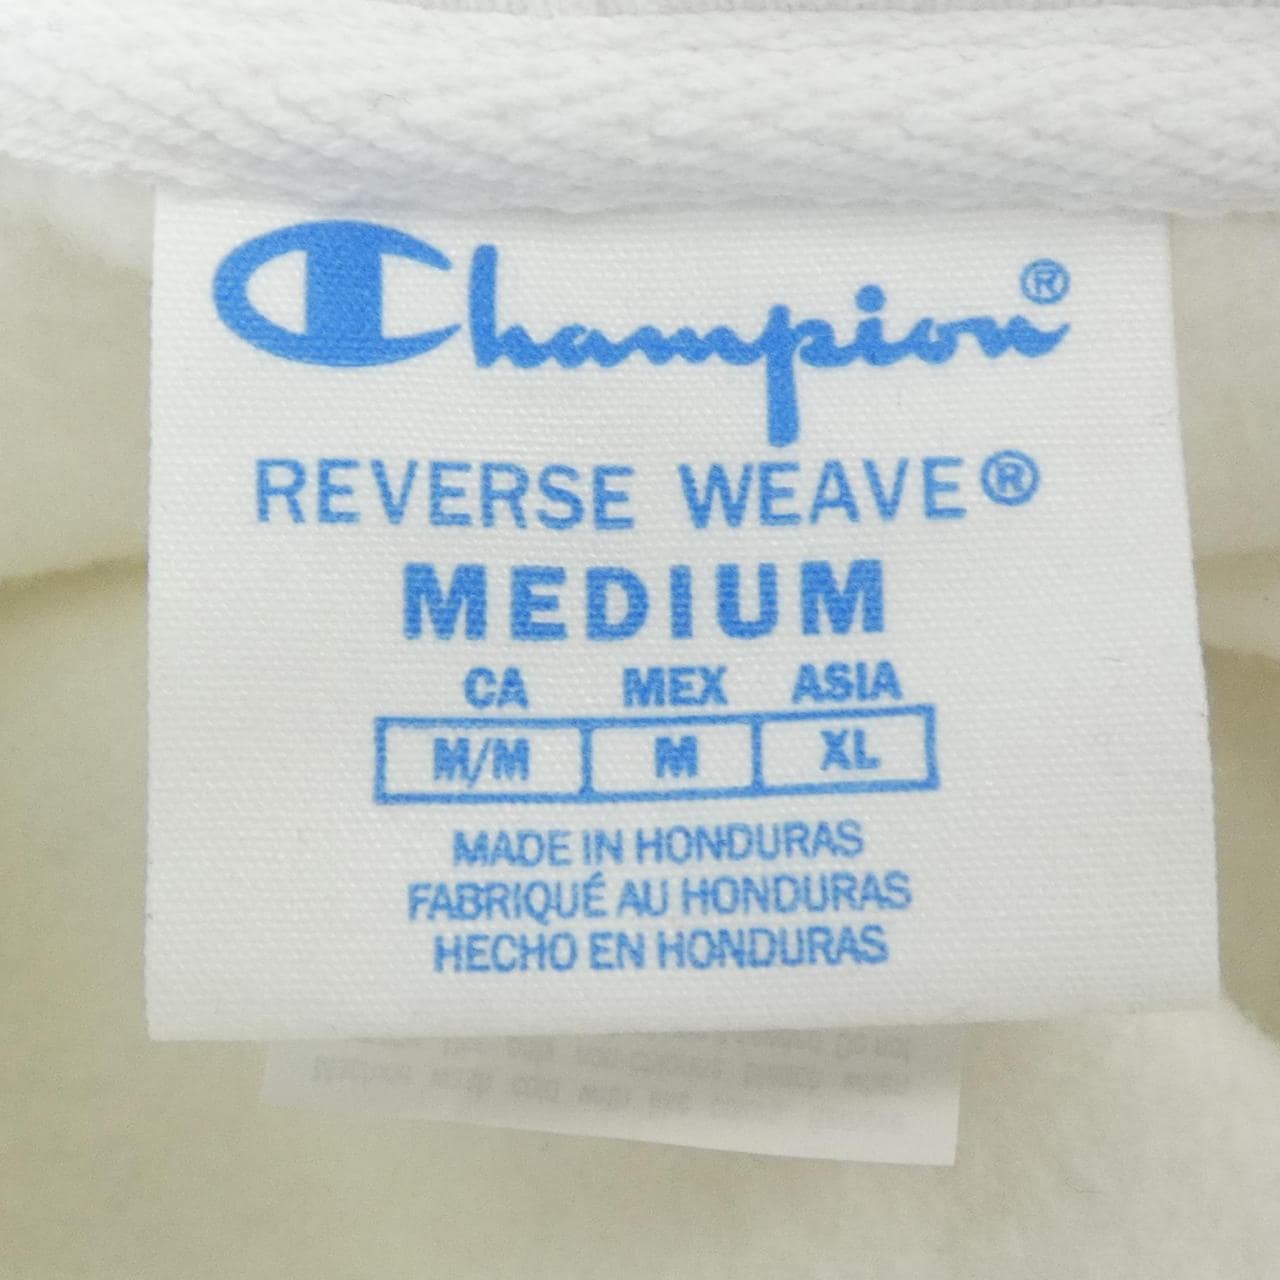 Champion®
REVERSE WEAVE®
MEDIUM
CA MEX ASIA
M/M M XL
MADE IN HONDURAS
FABRIQUÉ AU HONDURAS
HECHO EN HONDURAS